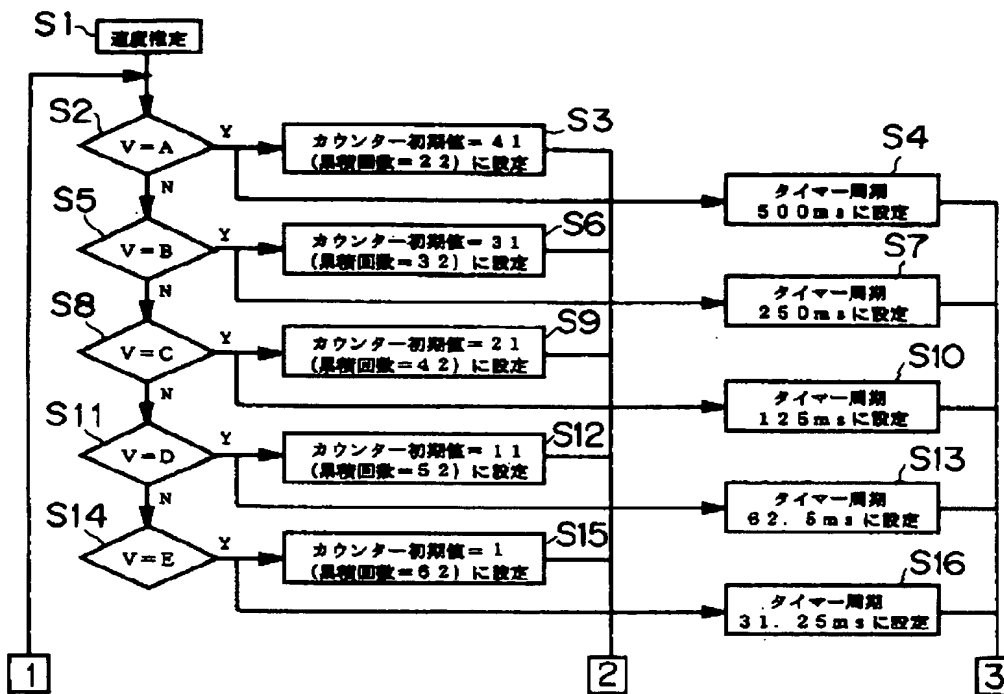 S1
速度推定
S2
V=A
Y
N
カウンター初期値=41
(累積回数=22)に設定
S3
S4
タイマー周期
500msに設定
S5
V=B
Y
N
カウンター初期値=31
(累積回数=32)に設定
S6
S7
タイマー周期
250msに設定
S8
V=C
Y
N
カウンター初期値=21
(累積回数=42)に設定
S9
S10
タイマー周期
125msに設定
S11
V=D
Y
N
カウンター初期値=11
(累積回数=52)に設定
S12
S13
タイマー周期
62.5msに設定
S14
V=E
Y
カウンター初期値=1
(累積回数=62)に設定
S15
S16
タイマー周期
31.25msに設定
1
2
3